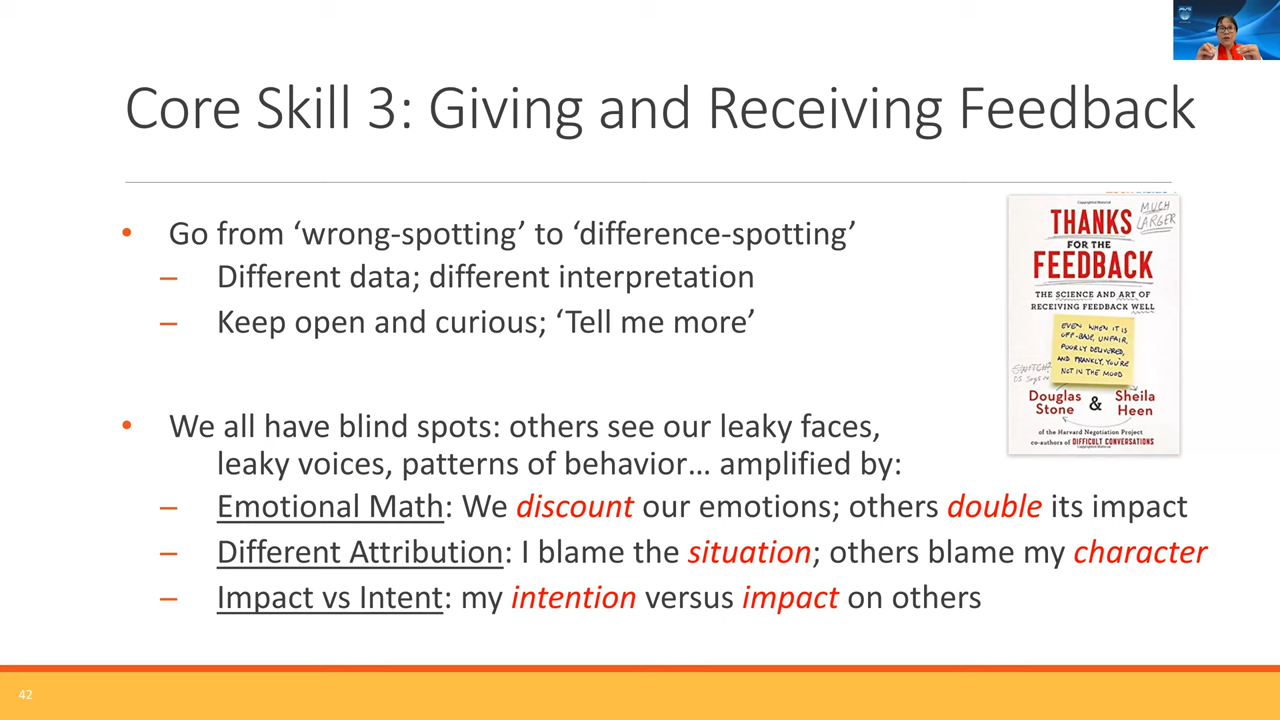 Core Skill 3: Giving and Receiving Feedback
• Go from ‘wrong-spotting’ to ‘difference-spotting’
– Different data; different interpretation
– Keep open and curious; ‘Tell me more’
• We all have blind spots: others see our leaky faces,
leaky voices, patterns of behavior… amplified by:
– Emotional Math: We discount our emotions; others double its impact
– Different Attribution: I blame the situation; others blame my character
– Impact vs Intent: my intention versus impact on others
Copyrighted Material
MUCH
LARGER
THANKS
FOR THE
FEEDBACK
THE SCIENCE AND ART OF
RECEIVING FEEDBACK WELL
EVEN WHEN IT IS
OFF-BASE, UNFAIR,
POORLY DELIVERED,
AND FRANKLY, YOU'RE
NOT IN THE MOOD
Douglas
Stone
&
Sheila
Heen
of the Harvard Negotiation Project
co-authors of DIFFICULT CONVERSATIONS
Copyrighted Material
42